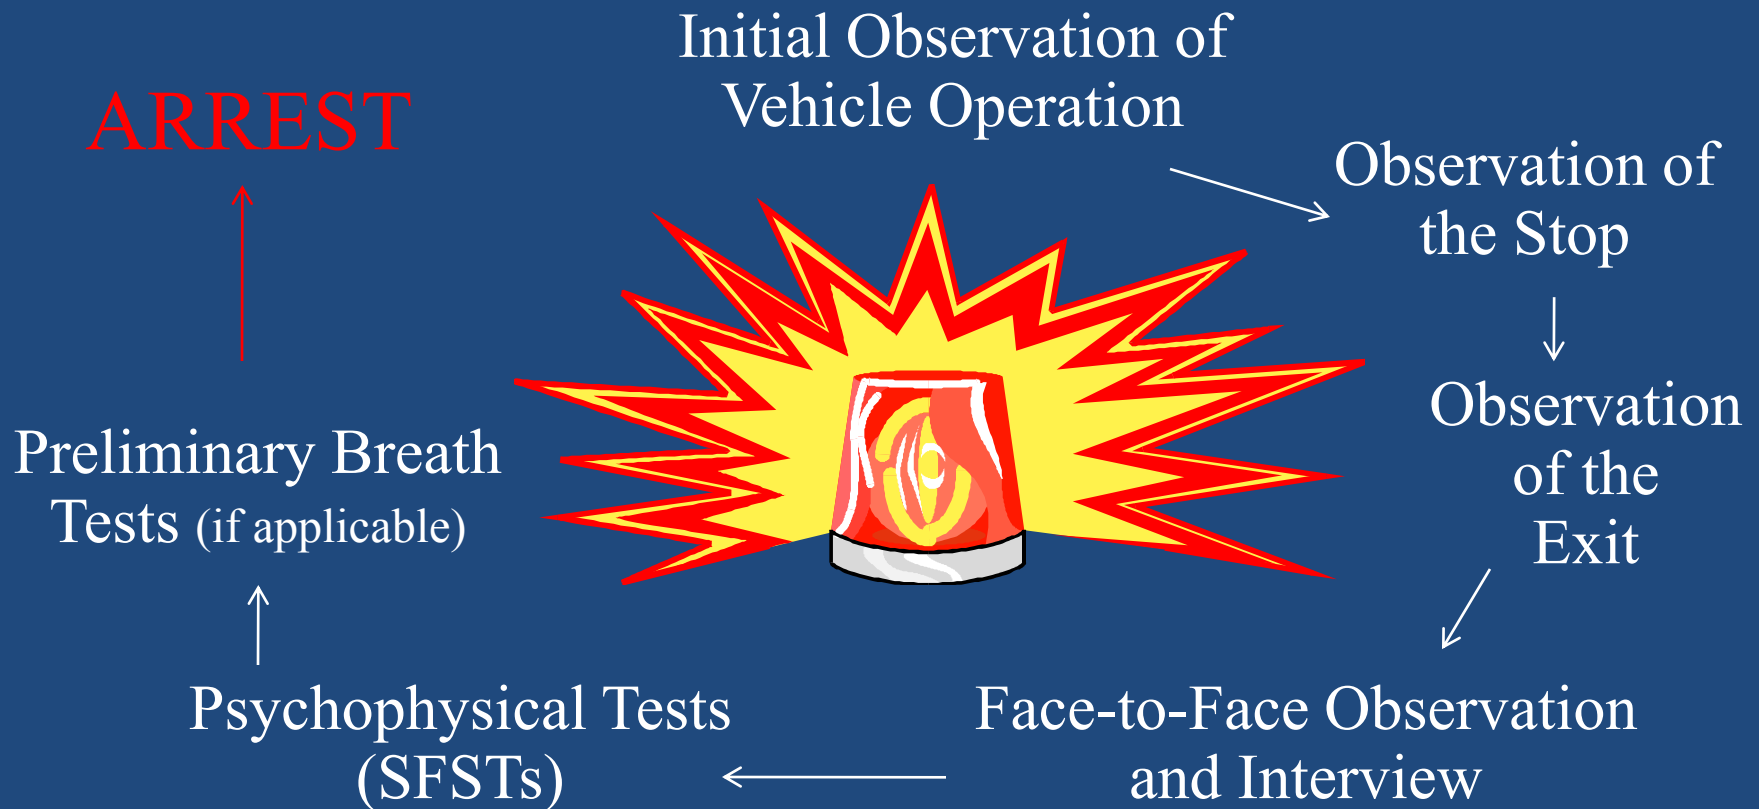 Initial Observation of
Vehicle Operation
Observation of
the Stop
Observation
of the
Exit
Face-to-Face Observation
and Interview
Psychophysical Tests
(SFSTs)
Preliminary Breath
Tests (if applicable)
ARREST